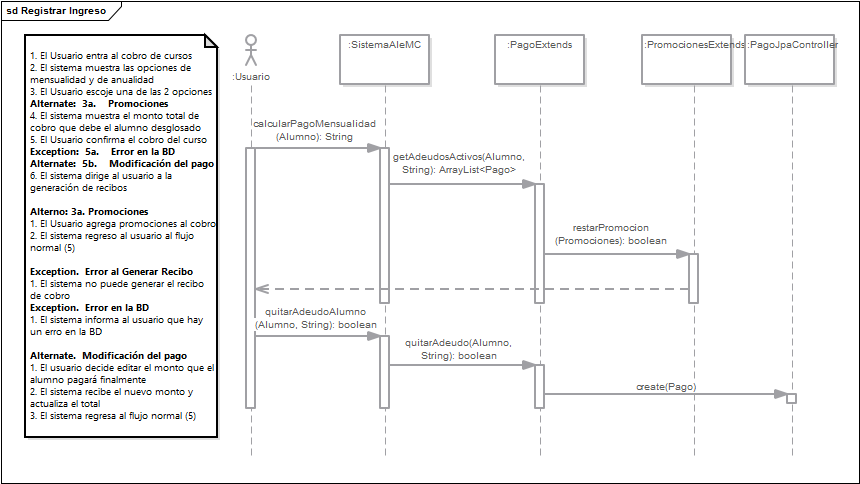 sd Registrar Ingreso
1. El Usuario entra al cobro de cursos
2. El sistema muestra las opciones de
mensualidad y de anualidad
3. El Usuario escoje una de las 2 opciones
Alternate: 3a. Promociones
4. El sistema muestra el monto total de
cobro que debe el alumno desglosado
5. El Usuario confirma el cobro del curso
Exception: 5a. Error en la BD
Alternate: 5b. Modificación del pago
6. El sistema dirige al usuario a la
generación de recibos
Alterno: 3a. Promociones
1. El Usuario agrega promociones al cobro
2. El sistema regreso al usuario al flujo
normal (5)
Exception. Error al Generar Recibo
1. El sistema no puede generar el recibo
de cobro
Exception. Error en la BD
1. El sistema informa al usuario que hay
un erro en la BD
Alternate. Modificación del pago
1. El usuario decide editar el monto que el
alumno pagará finalmente
2. El sistema recibe el nuevo monto y
actualiza el total
3. El sistema regresa al flujo normal (5)
:Usuario
:SistemaAleMC
:PagoExtends
:PromocionesExtends
:PagoJpaController
calcularPagoMensualidad
(Alumno): String
getAdeudosActivos(Alumno,
String): ArrayList<Pago>
restarPromocion
(Promociones): boolean
quitarAdeudoAlumno
(Alumno, String): boolean
quitarAdeudo(Alumno,
String): boolean
create(Pago)